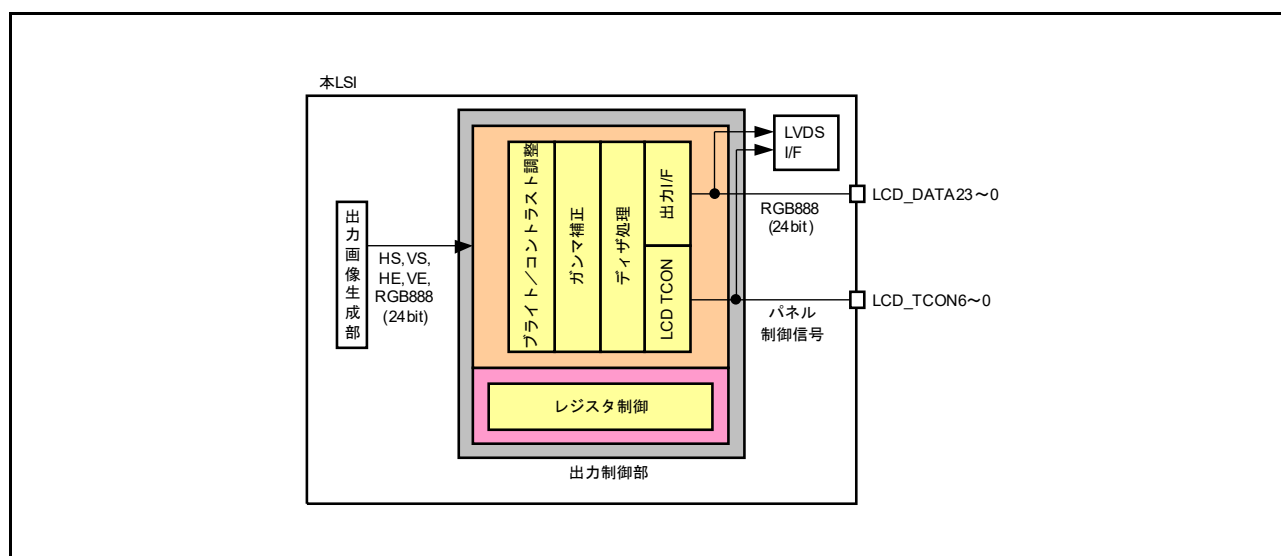 本LSI
出力画像生成部
HS,VS,
HE,VE,
RGB888
(24bit)
ブライト／コントラスト調整
ガンマ補正
ディザ処理
出力I/F
LCD TCON
レジスタ制御
出力制御部
LVDS
I/F
RGB888
(24bit)
LCD_DATA23～0
パネル
制御信号
LCD_TCON6～0